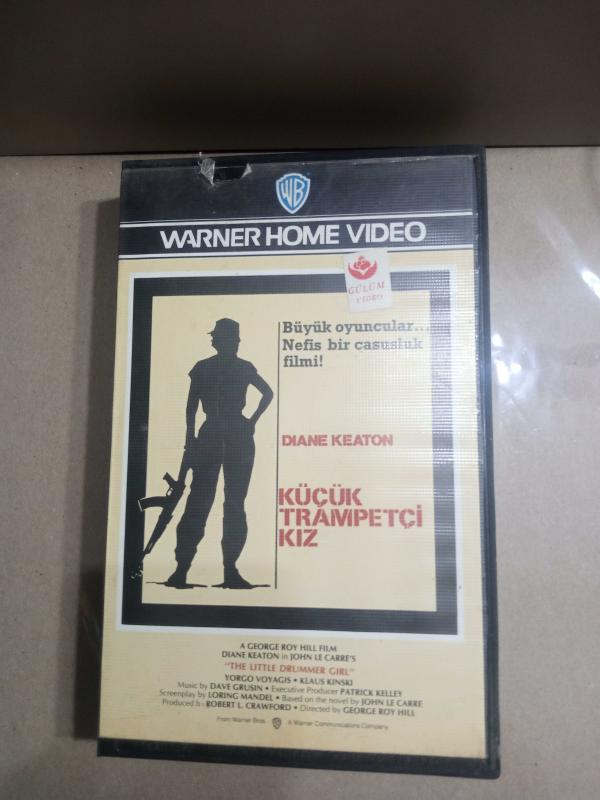 WB
WARNER HOME VIDEO
GÜLÜM
VIDEO
Büyük oyuncular...
Nefis bir casusluk
filmi!
DIANE KEATON
KÜÇÜK
TRAMPETÇİ
KIZ
A GEORGE ROY HILL FILM
DIANE KEATON in JOHN LE CARRE'S
"THE LITTLE DRUMMER GIRL"
YORGO VOYAGIS • KLAUS KINSKI
Music by DAVE GRUSIN • Executive Producer PATRICK KELLEY
Screenplay by LORING MANDEL • Based on the novel by JOHN LE CARRE
Produced b: ROBERT L. CRAWFORD • Directed by GEORGE ROY HILL
From Warner Bros. WB A Warner Communications Company